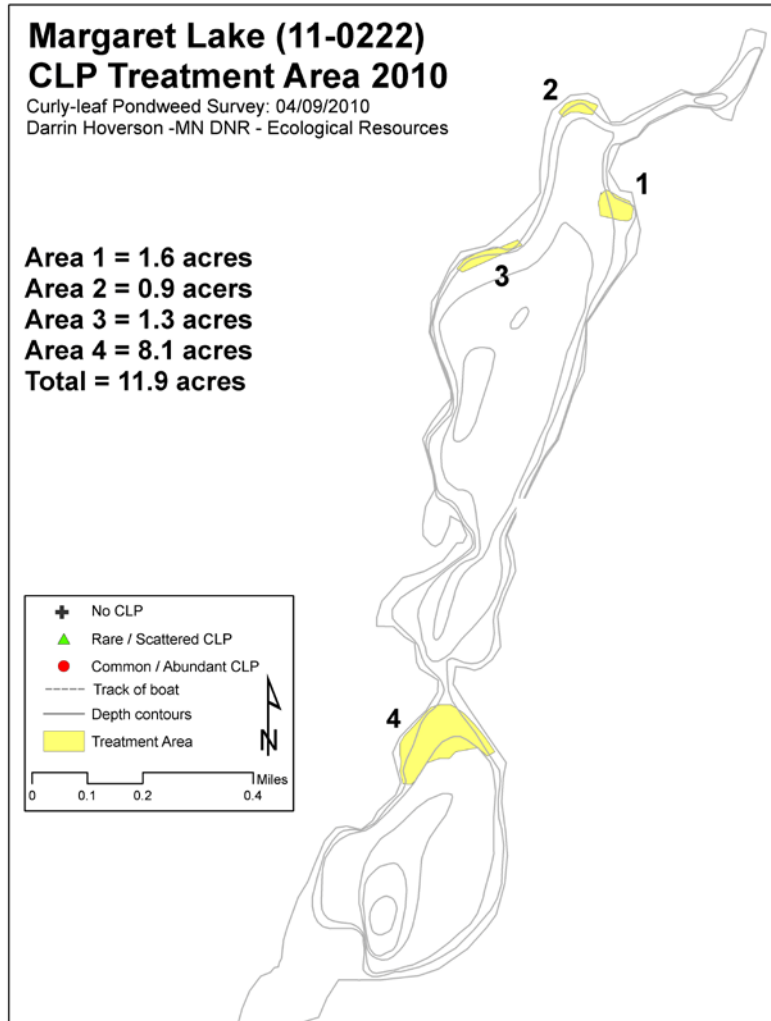 Margaret Lake (11-0222)
CLP Treatment Area 2010
Curly-leaf Pondweed Survey: 04/09/2010
Darrin Hoverson -MN DNR - Ecological Resources
2
1
3
Area 1 = 1.6 acres
Area 2 = 0.9 acers
Area 3 = 1.3 acres
Area 4 = 8.1 acres
Total = 11.9 acres
4
No CLP
Rare / Scattered CLP
Common / Abundant CLP
Track of boat
Depth contours
Treatment Area
N
Miles
0 0.1 0.2 0.4